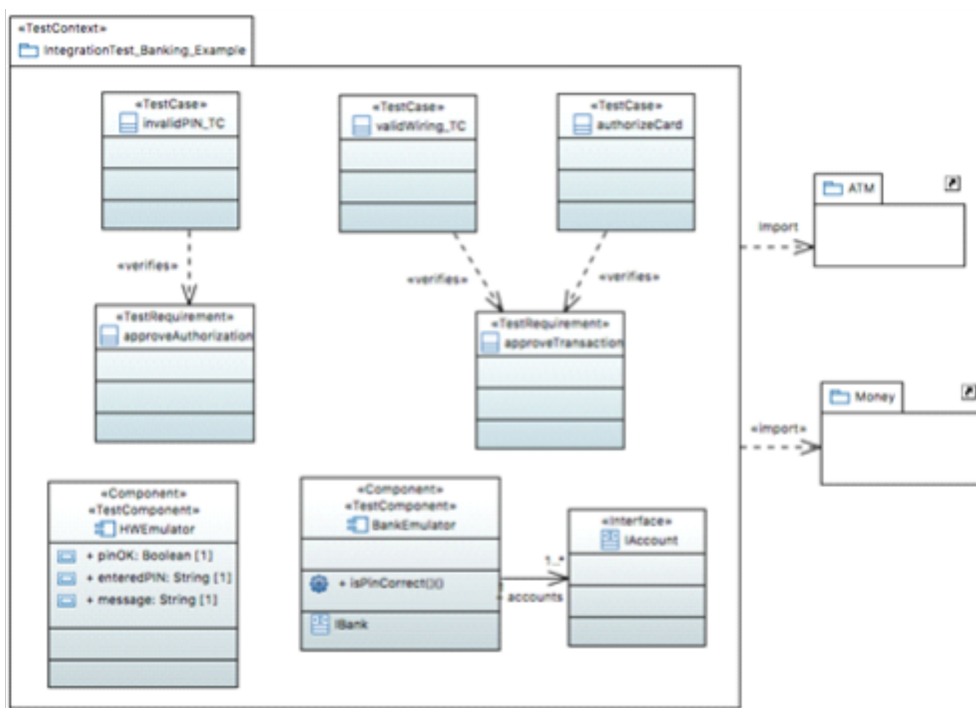 «TestContext»
IntegrationTest_Banking_Example
«TestCase»
invalidPIN_TC
«TestCase»
validWiring_TC
«TestCase»
authorizeCard
ATM
Import
«verifies»
«verifies»
«verifies»
«TestRequirement»
approveAuthorization
«TestRequirement»
approveTransaction
Money
«import»
«Component»
«TestComponent»
HWEmulator
+ pinOK: Boolean [1]
+ enteredPIN: String [1]
+ message: String [1]
«Component»
«TestComponent»
BankEmulator
+ isPinCorrect()()
IBank
«Interface»
IAccount
1..*
1
- accounts